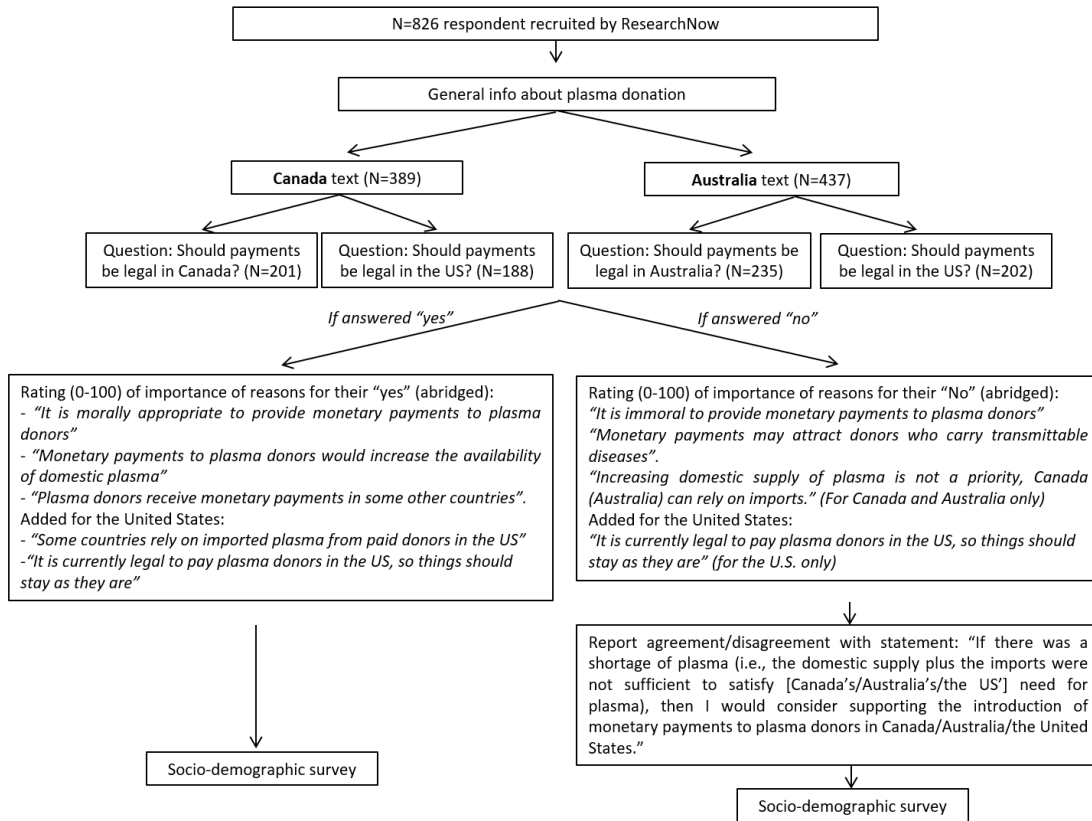 N=826 respondent recruited by ResearchNow
General info about plasma donation
Canada text (N=389)
Australia text (N=437)
Question: Should payments
be legal in Canada? (N=201)
Question: Should payments
be legal in the US? (N=188)
Question: Should payments be
legal in Australia? (N=235)
Question: Should payments
be legal in the US? (N=202)
If answered “yes”
If answered “no”
Rating (0-100) of importance of reasons for their “yes” (abridged):
- “It is morally appropriate to provide monetary payments to plasma
donors”
- “Monetary payments to plasma donors would increase the availability
of domestic plasma”
- “Plasma donors receive monetary payments in some other countries”.
Added for the United States:
- “Some countries rely on imported plasma from paid donors in the US”
-“It is currently legal to pay plasma donors in the US, so things should
stay as they are”
Rating (0-100) of importance of reasons for their “No” (abridged):
“It is immoral to provide monetary payments to plasma donors”
“Monetary payments may attract donors who carry transmittable
diseases”.
“Increasing domestic supply of plasma is not a priority, Canada
(Australia) can rely on imports.” (For Canada and Australia only)
Added for the United States:
“It is currently legal to pay plasma donors in the US, so things should
stay as they are” (for the U.S. only)
Report agreement/disagreement with statement: “If there was a
shortage of plasma (i.e., the domestic supply plus the imports were
not sufficient to satisfy [Canada’s/Australia’s/the US’] need for
plasma), then I would consider supporting the introduction of
monetary payments to plasma donors in Canada/Australia/the United
States.”
Socio-demographic survey
Socio-demographic survey